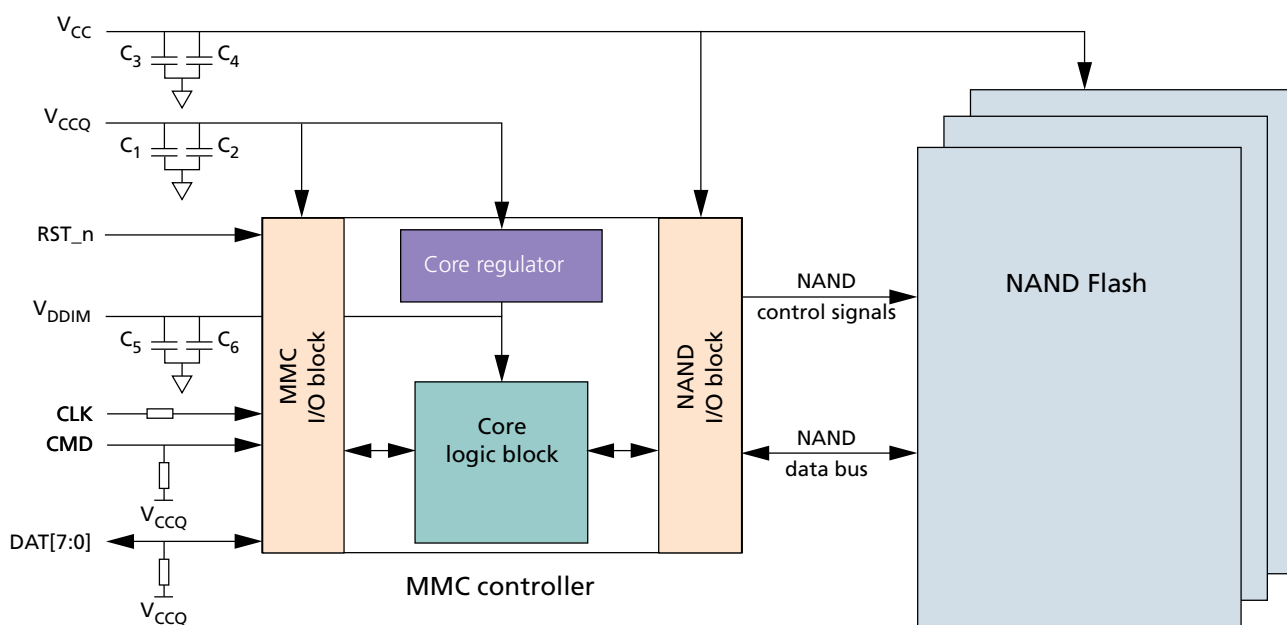 VCC
C3 C4
VCCQ
C1 C2
RST_n
Core regulator
VDDIM
C5 C6
MMC
I/O block
NAND
I/O block
NAND
control signals
NAND Flash
CLK
CMD
Core
logic block
NAND
data bus
VCCQ
DAT[7:0]
VCCQ
MMC controller